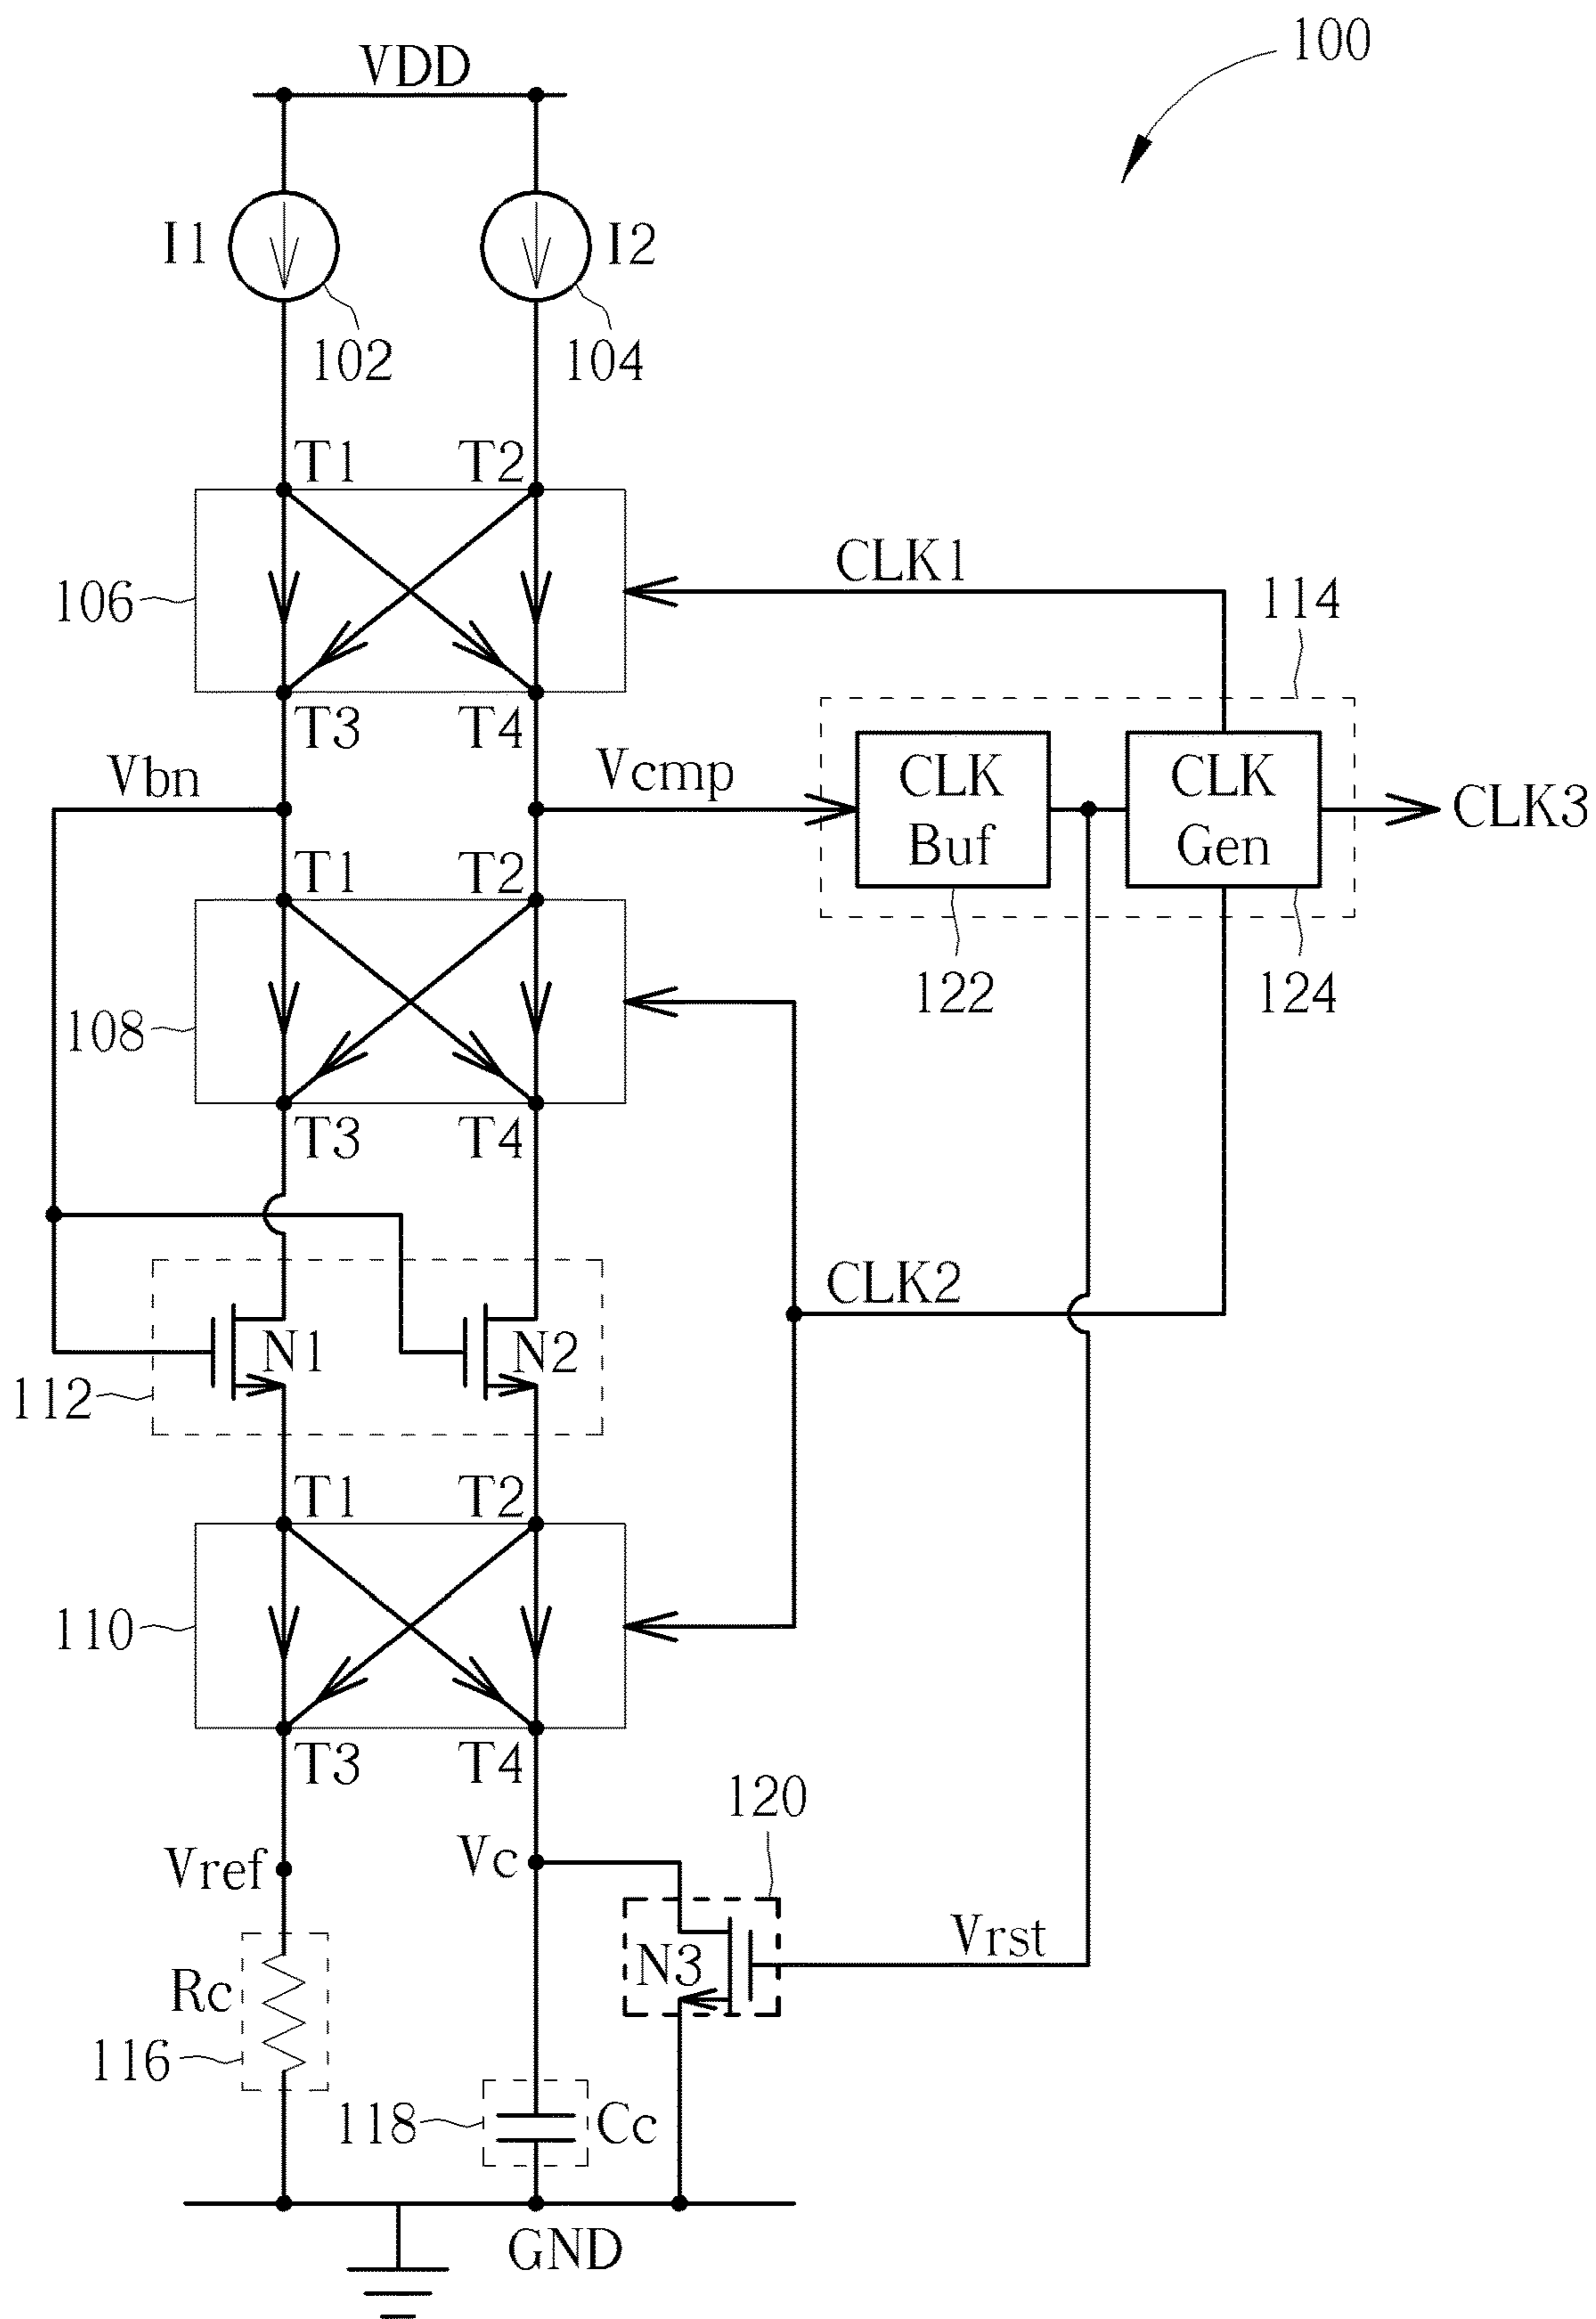 100
VDD
I1
I2
102
104
T1
T2
106
CLK1
114
T3
T4
Vbn
Vcmp
CLK
Buf
CLK
Gen
CLK3
T1
T2
122
124
108
T3
T4
CLK2
N1
N2
112
T1
T2
110
T3
T4
120
Vref
Vc
Vrst
N3
Rc
116
118
Cc
GND